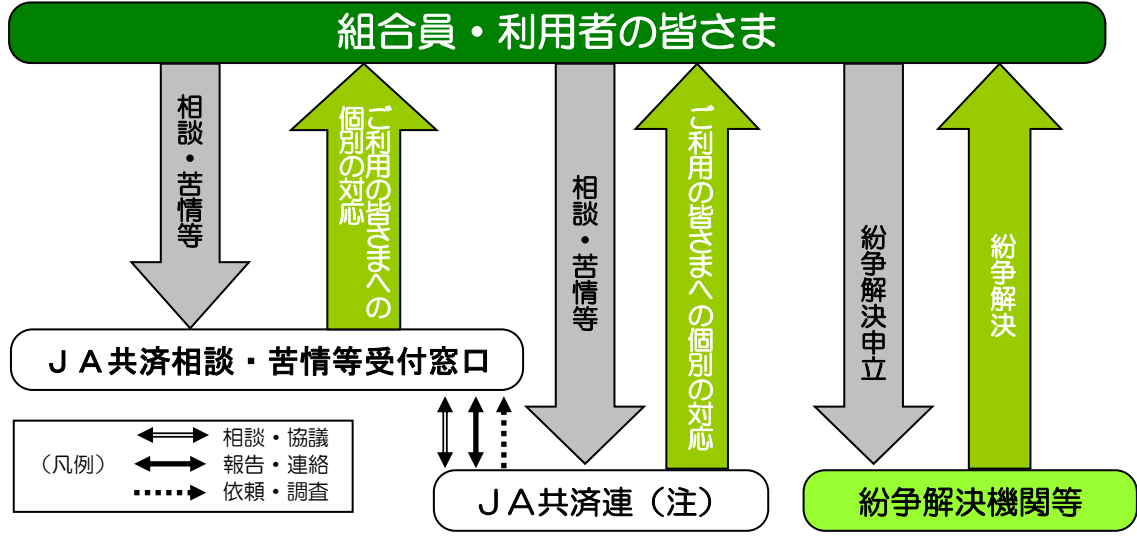 組合員・利用者の皆さま
相談・苦情等
ご利用の皆さまへの
個別の対応
相談・苦情等
ご利用の皆さまへの個別の対応
紛争解決申立
紛争解決
ＪＡ共済相談・苦情等受付窓口
（凡例）
相談・協議
報告・連絡
依頼・調査
ＪＡ共済連（注）
紛争解決機関等